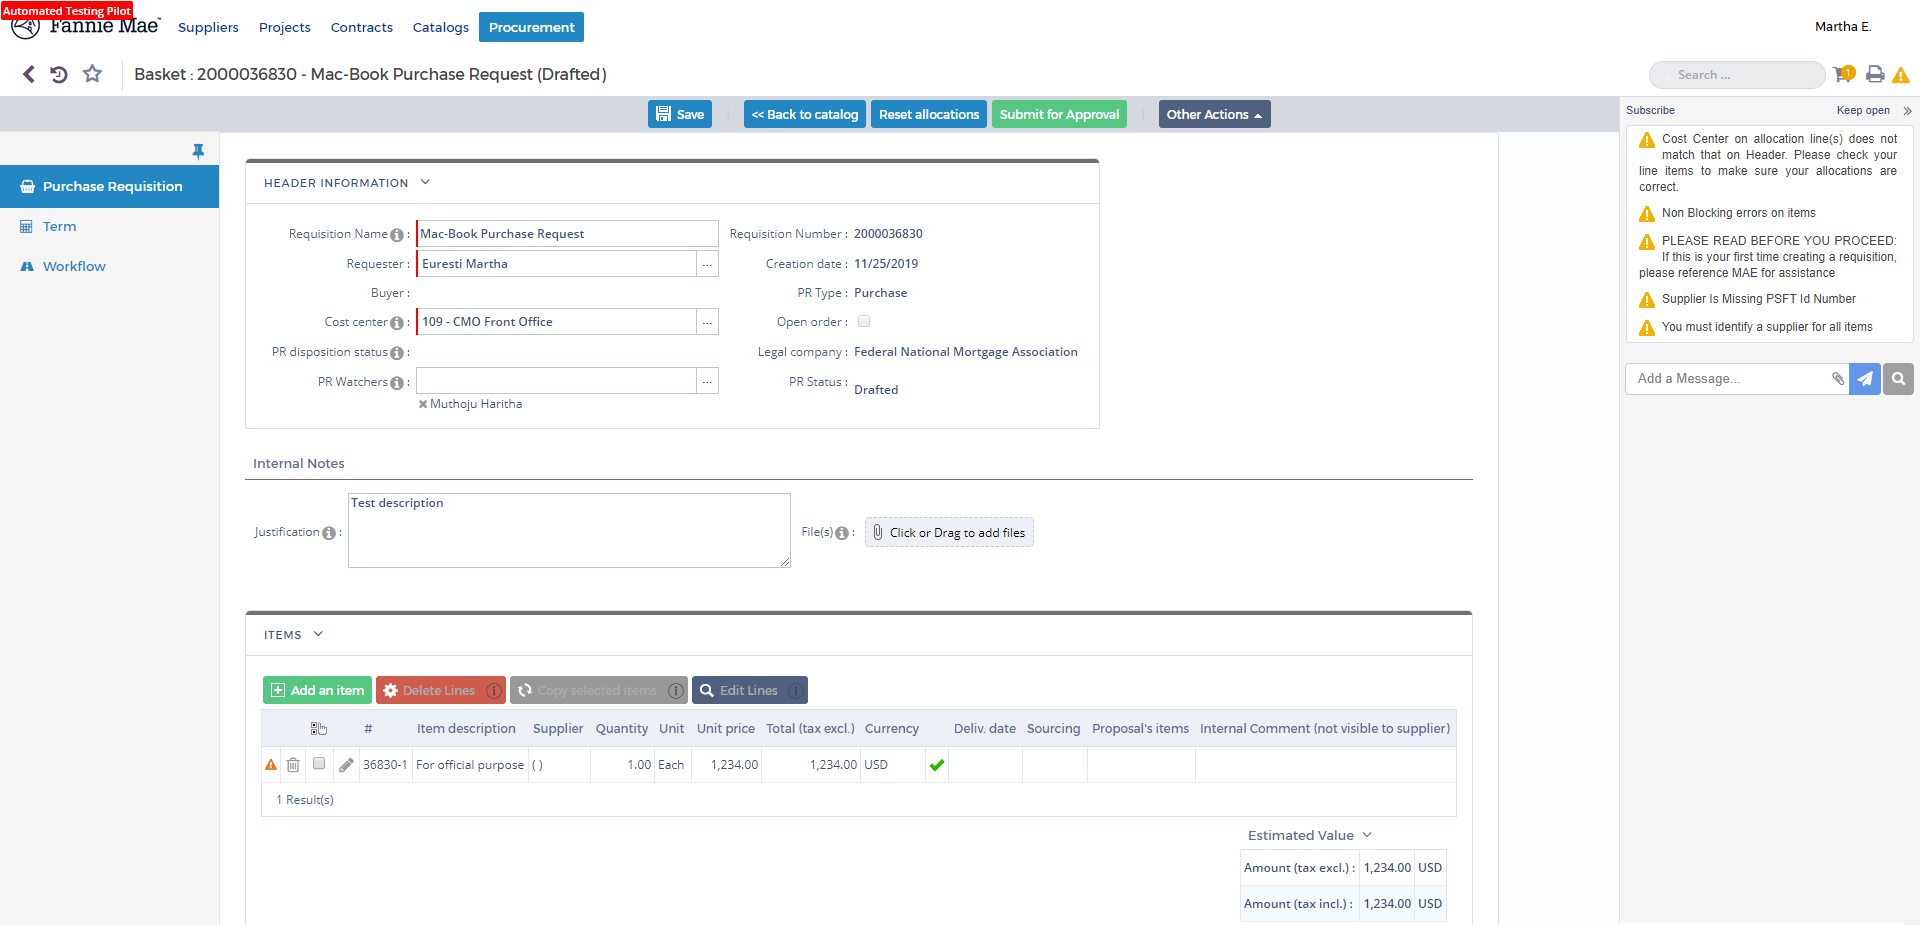 Automated Testing Pilot
Fannie Mae™
Suppliers Projects Contracts Catalogs Procurement
Martha E.
Basket : 2000036830 - Mac-Book Purchase Request (Drafted)
Search ...
1
Save << Back to catalog Reset allocations Submit for Approval Other Actions
Subscribe Keep open »
Purchase Requisition
Term
Workflow
HEADER INFORMATION
Requisition Name : Mac-Book Purchase Request
Requisition Number : 2000036830
Requester : Euresti Martha ...
Creation date : 11/25/2019
Buyer :
PR Type : Purchase
Cost center : 109 - CMO Front Office ...
Open order :
PR disposition status :
Legal company : Federal National Mortgage Association
PR Watchers : ...
PR Status : Drafted
Muthoju Haritha
Cost Center on allocation line(s) does not
match that on Header. Please check your
line items to make sure your allocations are
correct.
Non Blocking errors on items
PLEASE READ BEFORE YOU PROCEED:
If this is your first time creating a requisition,
please reference MAE for assistance
Supplier Is Missing PSFT Id Number
You must identify a supplier for all items
Add a Message...
Internal Notes
Justification : Test description
File(s) : Click or Drag to add files
ITEMS
Add an item Delete Lines Copy selected items Edit Lines
# Item description Supplier Quantity Unit Unit price Total (tax excl.) Currency Deliv. date Sourcing Proposal's items Internal Comment (not visible to supplier)
36830-1 For official purpose ( ) 1.00 Each 1,234.00 1,234.00 USD
1 Result(s)
Estimated Value
Amount (tax excl.) : 1,234.00 USD
Amount (tax incl.) : 1,234.00 USD